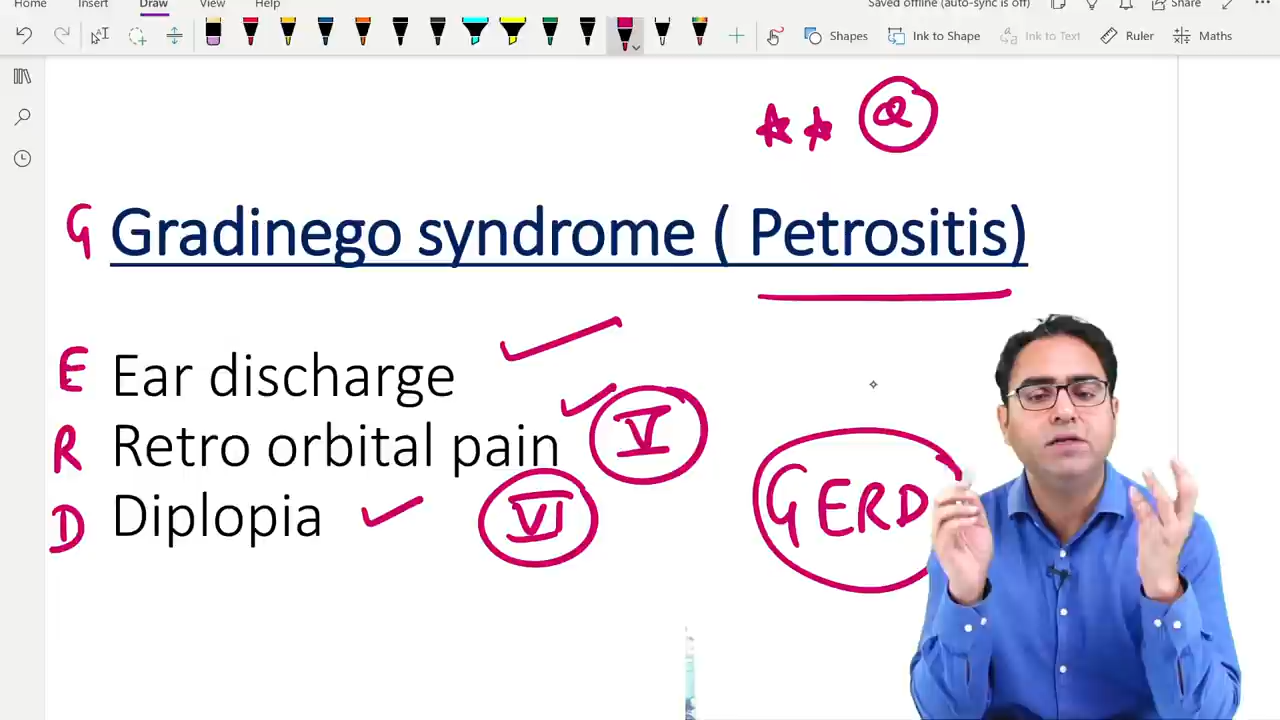 Home Insert Draw View Help Saved offline (auto-sync is off) Share
Shapes Ink to Shape Ink to Text Ruler Maths
Q
G Gradinego syndrome ( Petrositis)
E Ear discharge
R Retro orbital pain V
D Diplopia VI
GERD